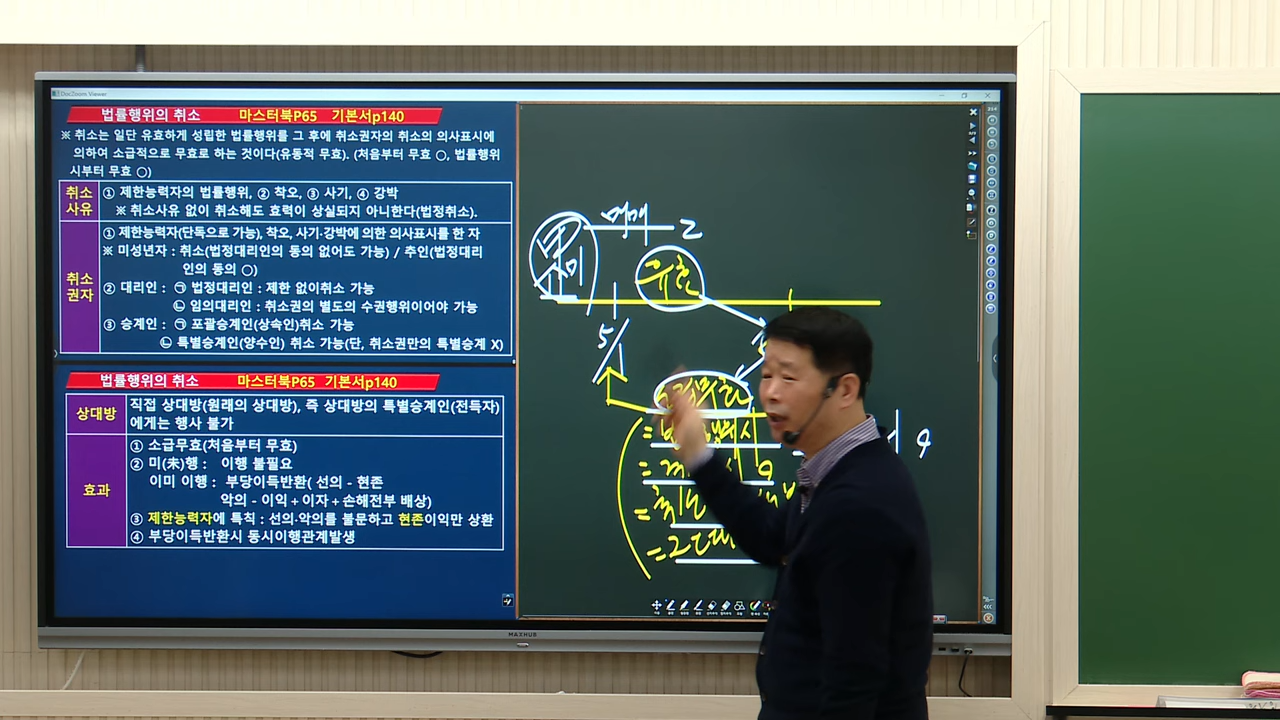 DocZoom Viewer
법률행위의 취소 마스터북P65 기본서p140
※ 취소는 일단 유효하게 성립한 법률행위를 그 후에 취소권자의 취소의 의사표시에
의하여 소급적으로 무효로 하는 것이다(유동적 무효). (처음부터 무효 ○, 법률행위
시부터 무효 ○)
취소
사유
① 제한능력자의 법률행위, ② 착오, ③ 사기, ④ 강박
※ 취소사유 없이 취소해도 효력이 상실되지 아니한다(법정취소).
취소
권자
① 제한능력자(단독으로 가능), 착오, 사기·강박에 의한 의사표시를 한 자
※ 미성년자 : 취소(법정대리인의 동의 없어도 가능) / 추인(법정대리
인의 동의 ○)
② 대리인 : ㉠ 법정대리인 : 제한 없이취소 가능
㉡ 임의대리인 : 취소권의 별도의 수권행위이어야 가능
③ 승계인 : ㉠ 포괄승계인(상속인)취소 가능
㉡ 특별승계인(양수인) 취소 가능(단, 취소권만의 특별승계 X)
법률행위의 취소 마스터북P65 기본서p140
상대방
직접 상대방(원래의 상대방), 즉 상대방의 특별승계인(전득자)
에게는 행사 불가
효과
① 소급무효(처음부터 무효)
② 미(未)행 : 이행 불필요
이미 이행 : 부당이득반환( 선의 - 현존
악의 - 이익 + 이자 + 손해전부 배상)
③ 제한능력자에 특칙 : 선의·악의를 불문하고 현존이익만 상환
④ 부당이득반환시 동시이행관계발생
매매
乙
유효
5/1
MAXHUB